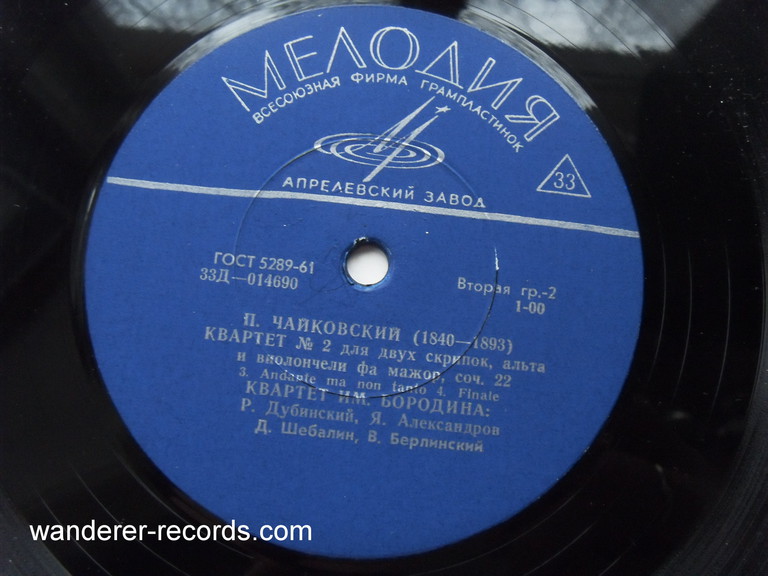 МЕЛОДИЯ
ВСЕСОЮЗНАЯ ФИРМА ГРАМПЛАСТИНОК
33
АПРЕЛЕВСКИЙ ЗАВОД
ГОСТ 5289-61
33Д—014690
Вторая гр.-2
1-00
П. ЧАЙКОВСКИЙ (1840—1893)
КВАРТЕТ № 2 для двух скрипок, альта
и виолончели фа мажор, соч. 22
3. Andante ma non tanto 4. Finale
КВАРТЕТ ИМ. БОРОДИНА:
Р. Дубинский, Я. Александров
Д. Шебалин, В. Берлинский
wanderer-records.com